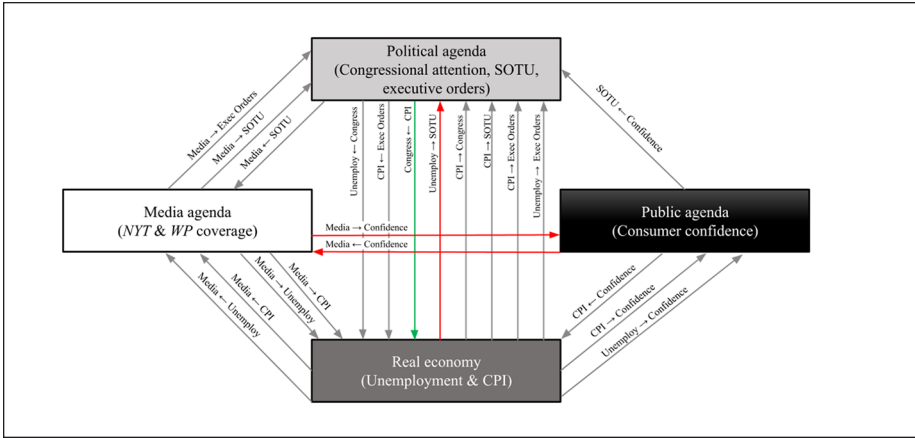 Political agenda
(Congressional attention, SOTU,
executive orders)
Media → Exec Orders
Media → SOTU
Media ← SOTU
Unemploy ← Congress
CPI ← Exec Orders
Congress ← CPI
Unemploy → SOTU
CPI → Congress
CPI → SOTU
CPI → Exec Orders
Unemploy → Exec Orders
SOTU ← Confidence
Media agenda
(NYT & WP coverage)
Media → Confidence
Media ← Confidence
Public agenda
(Consumer confidence)
Media → CPI
Media → Unemploy
Media ← CPI
Media ← Unemploy
CPI ← Confidence
CPI → Confidence
Unemploy → Confidence
Real economy
(Unemployment & CPI)